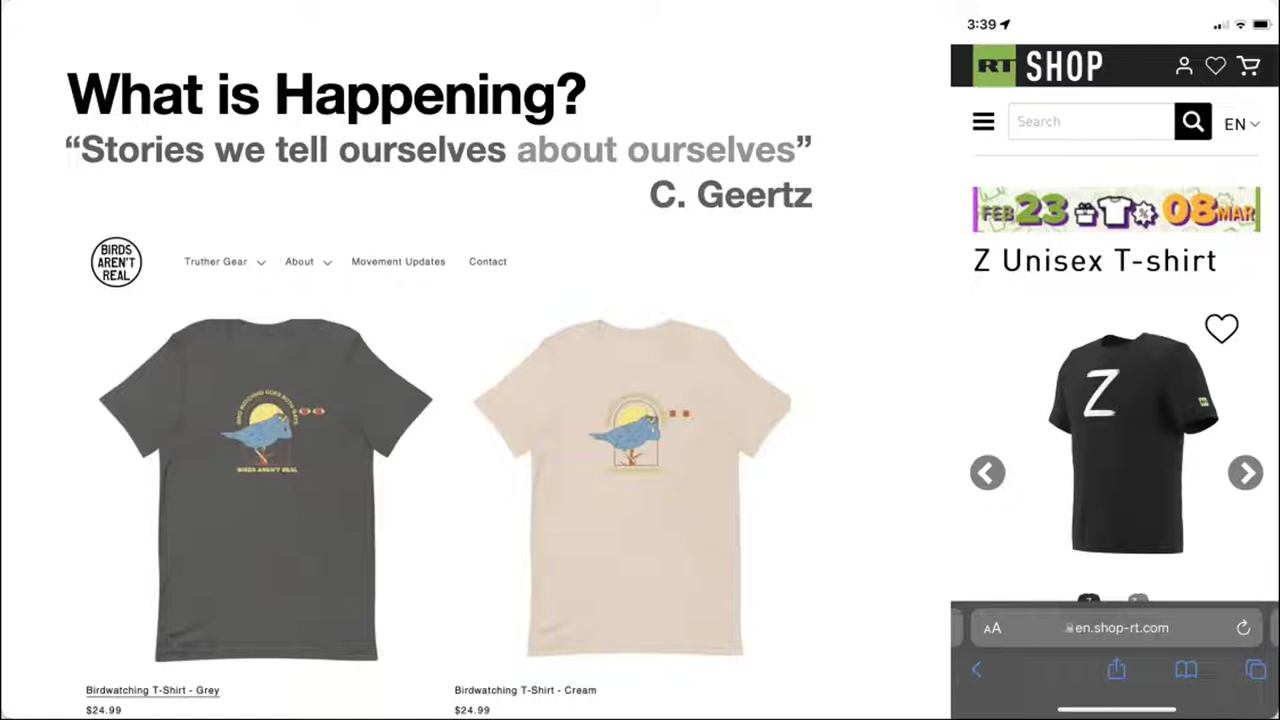 What is Happening?
“Stories we tell ourselves about ourselves”
C. Geertz
BIRDS
AREN'T
REAL
Truther Gear
About
Movement Updates
Contact
BIRDS AREN'T REAL
Birdwatching T-Shirt - Grey
$24.99
Birdwatching T-Shirt - Cream
$24.99
3:39
RT SHOP
Search
EN
FEB 23 % 08 MAR
Z Unisex T-shirt
Z
AA
en.shop-rt.com